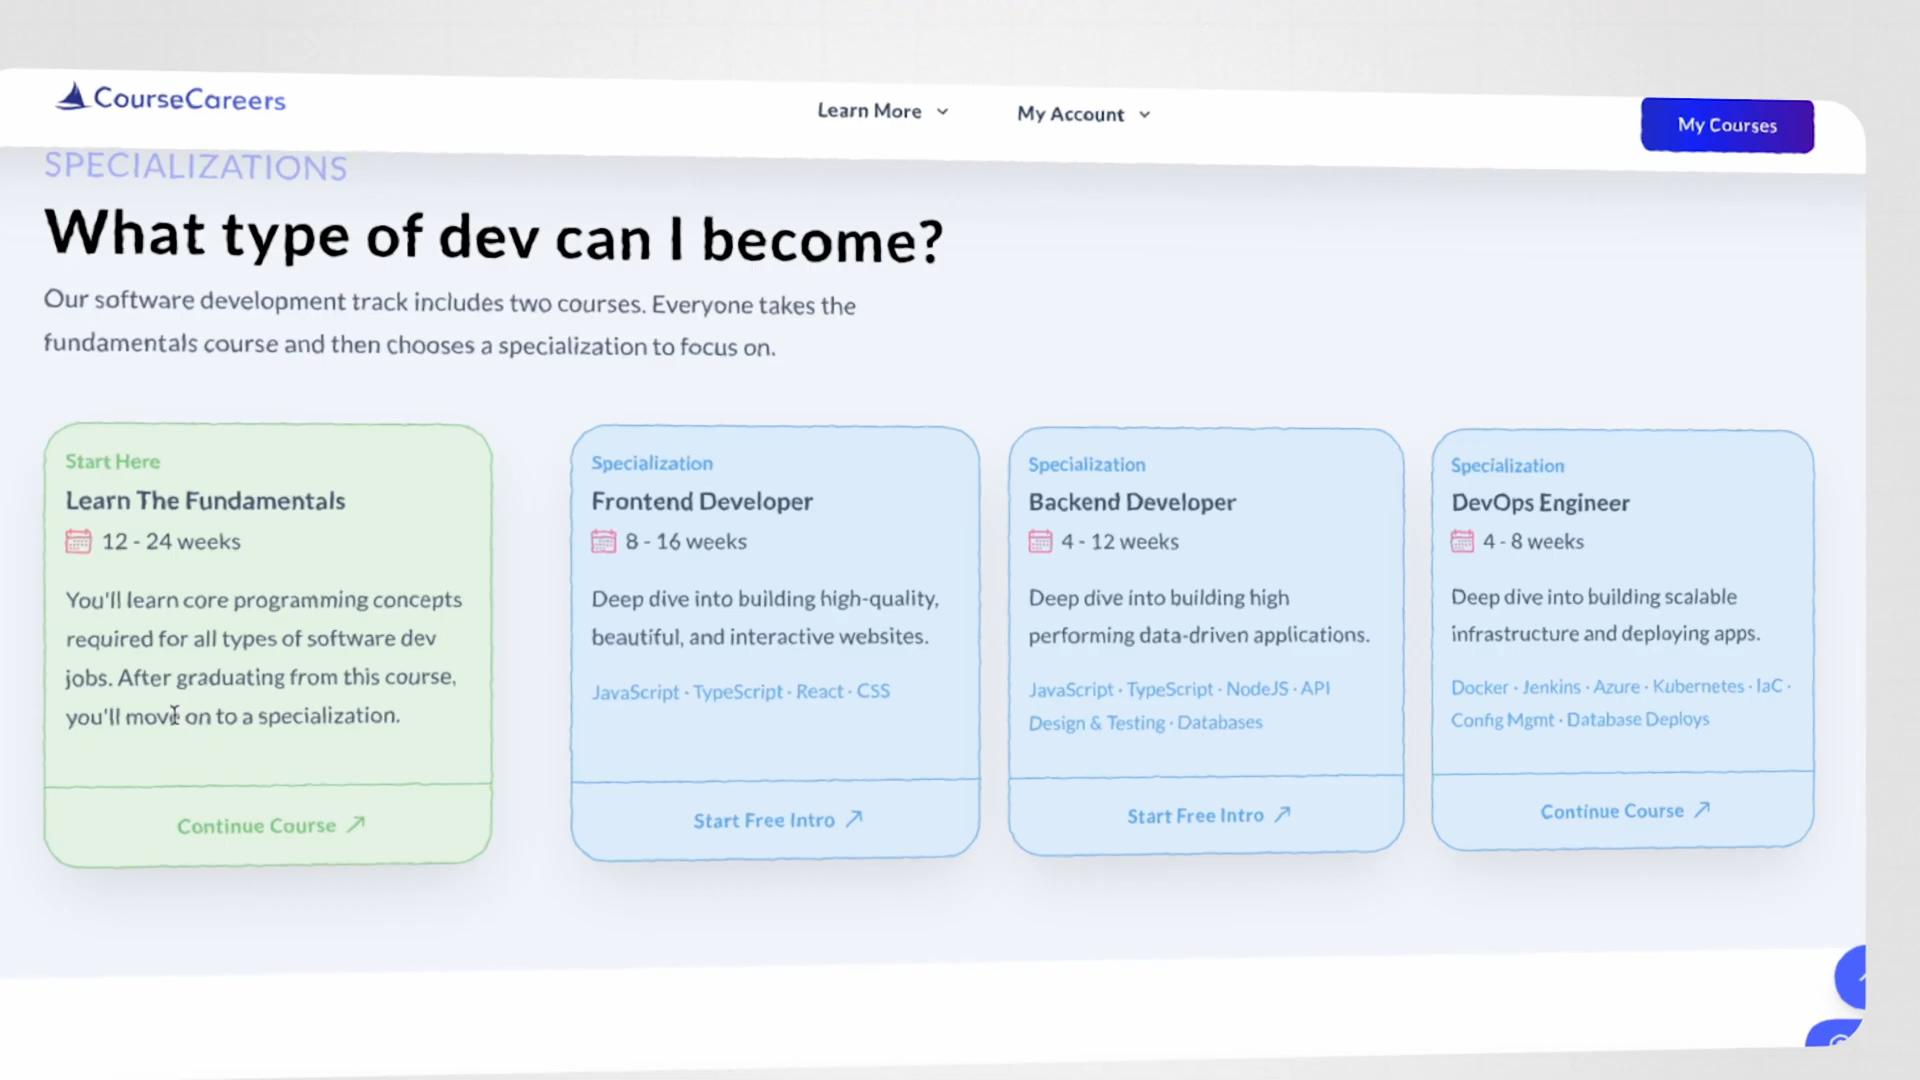 CourseCareers
Learn More
My Account
My Courses
SPECIALIZATIONS
What type of dev can I become?
Our software development track includes two courses. Everyone takes the
fundamentals course and then chooses a specialization to focus on.
Start Here
Learn The Fundamentals
12 - 24 weeks
You'll learn core programming concepts
required for all types of software dev
jobs. After graduating from this course,
you'll move on to a specialization.
Continue Course
Specialization
Frontend Developer
8 - 16 weeks
Deep dive into building high-quality,
beautiful, and interactive websites.
JavaScript · TypeScript · React · CSS
Start Free Intro
Specialization
Backend Developer
4 - 12 weeks
Deep dive into building high
performing data-driven applications.
JavaScript · TypeScript · NodeJS · API
Design & Testing · Databases
Start Free Intro
Specialization
DevOps Engineer
4 - 8 weeks
Deep dive into building scalable
infrastructure and deploying apps.
Docker · Jenkins · Azure · Kubernetes · IaC ·
Config Mgmt · Database Deploys
Continue Course